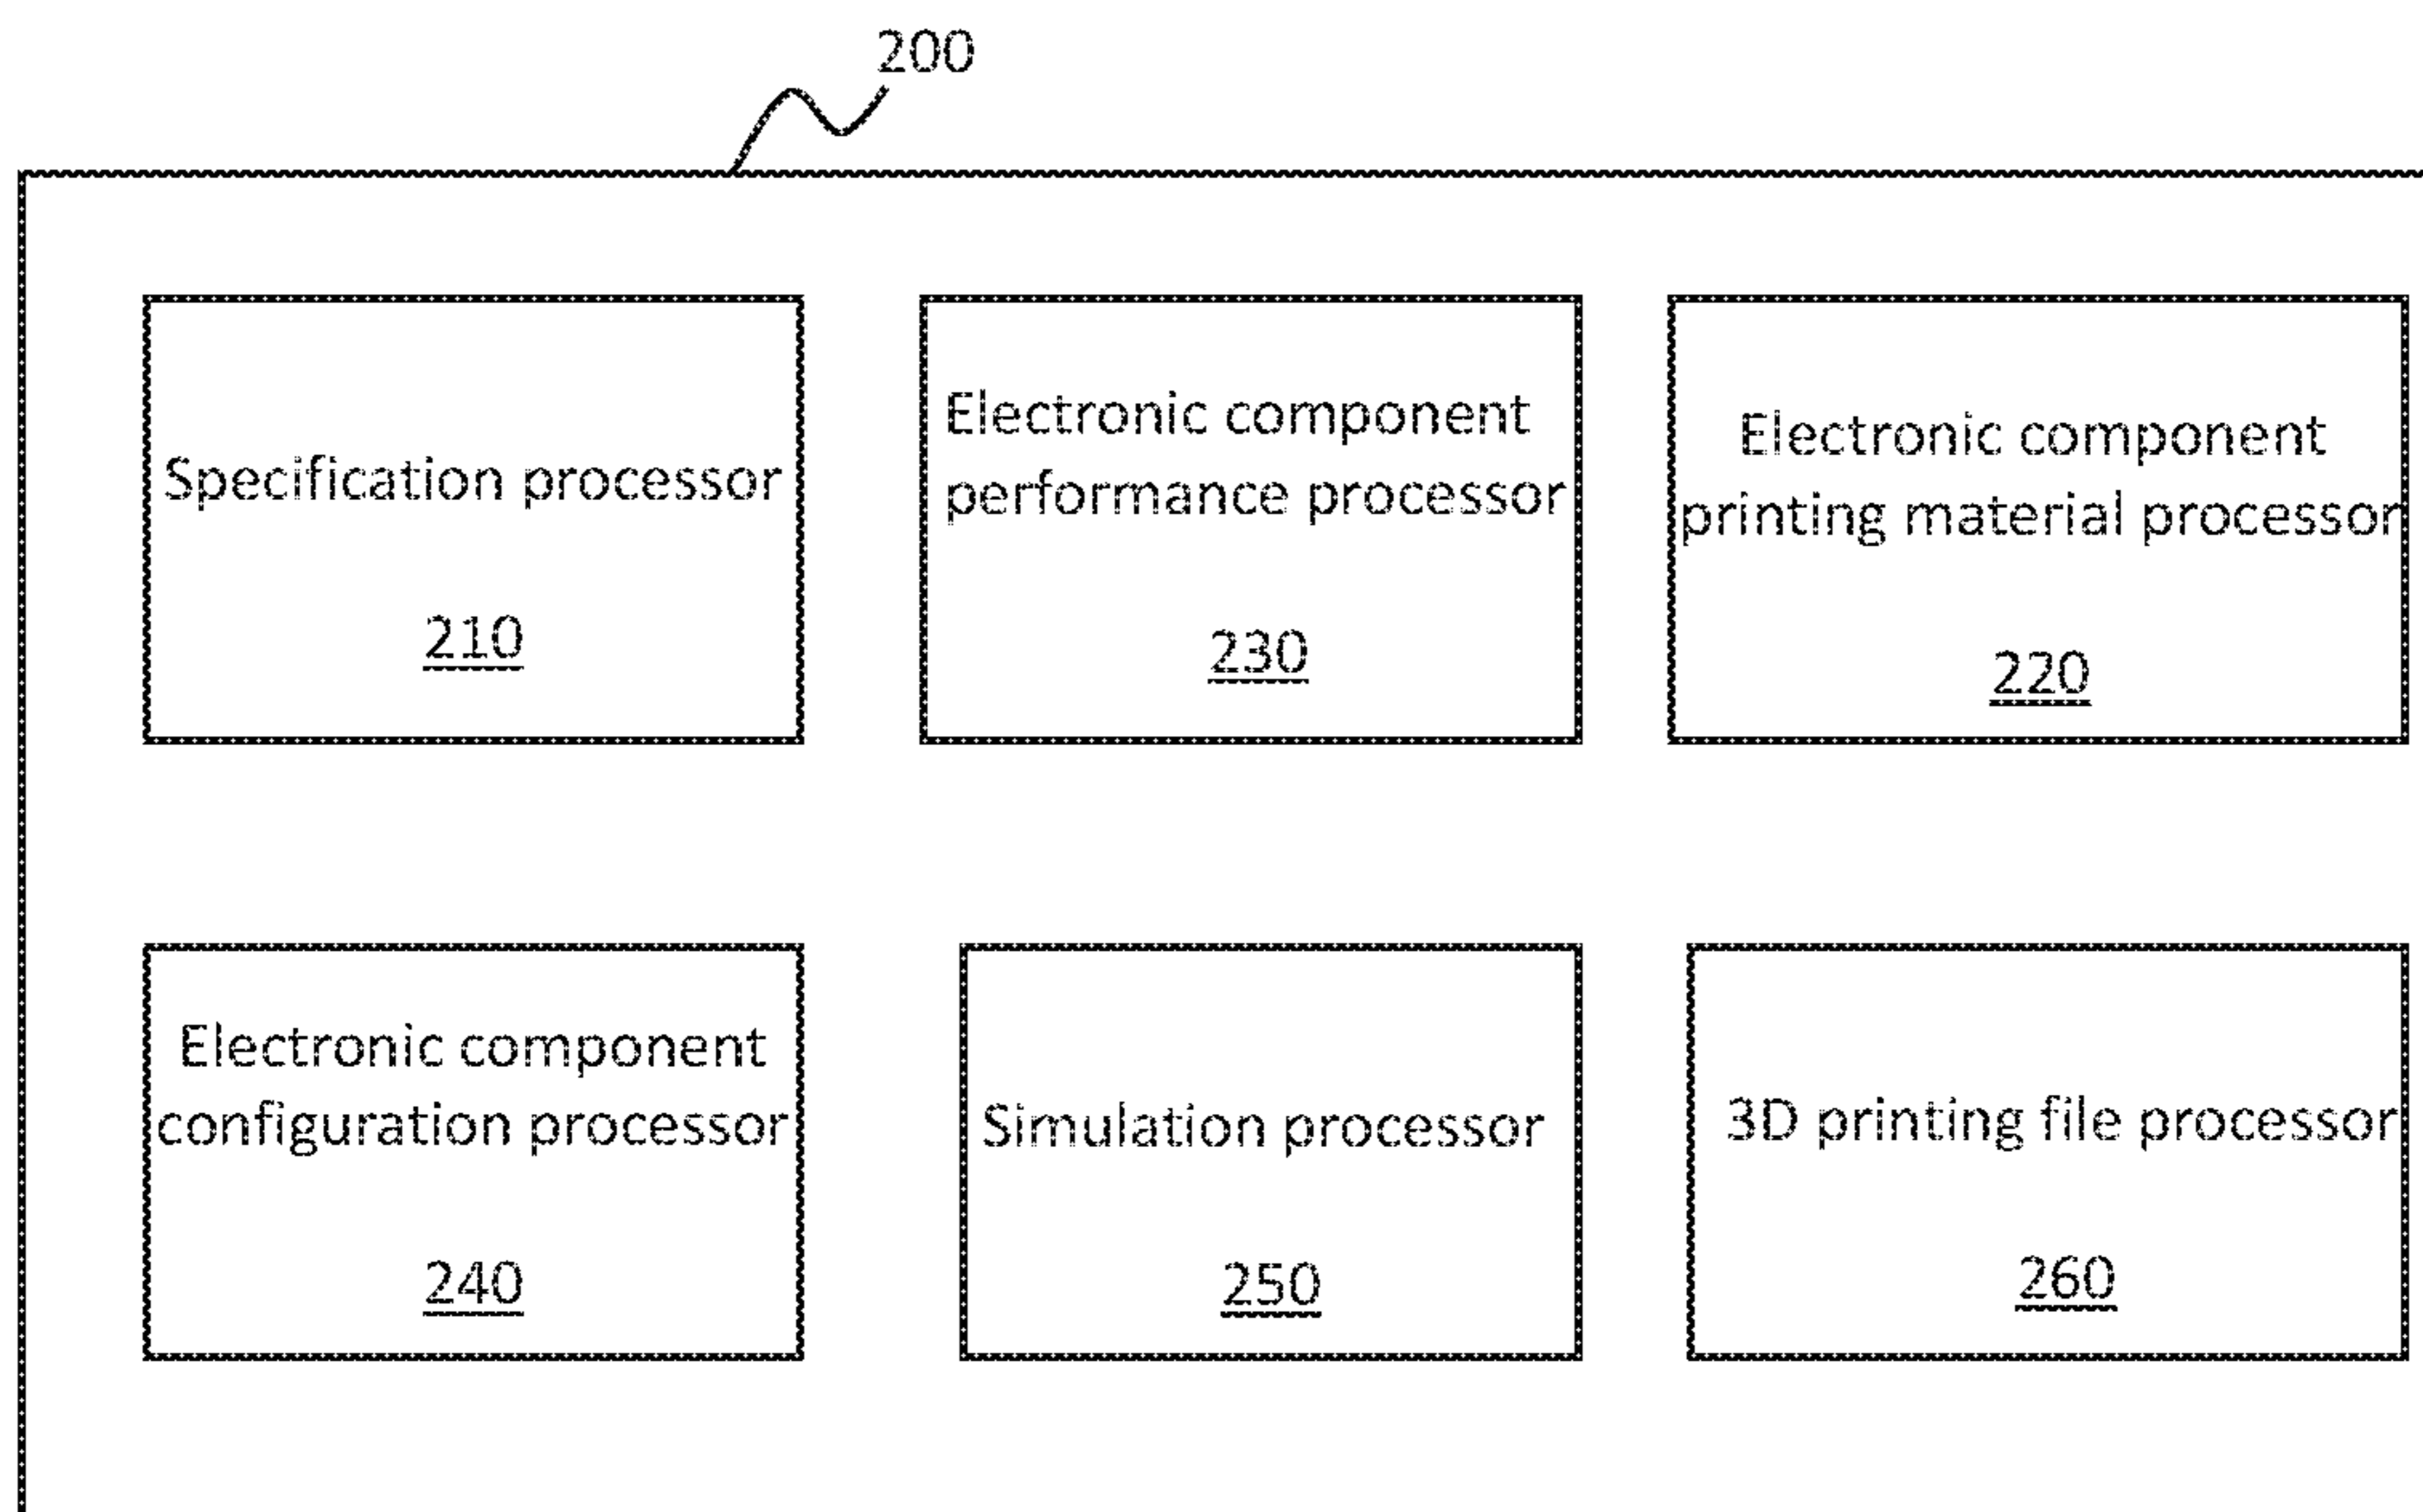 200
Specification processor
210
Electronic component
performance processor
230
Electronic component
printing material processor
220
Electronic component
configuration processor
240
Simulation processor
250
3D printing file processor
260